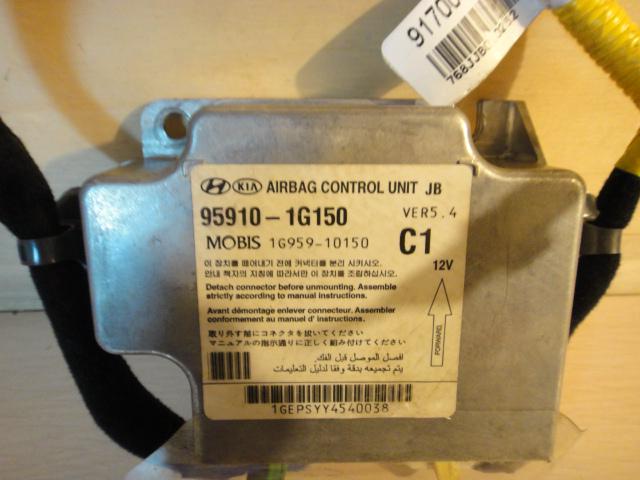 91700
768JJB
HYUNDAI KIA AIRBAG CONTROL UNIT JB
95910-1G150 VER5.4
MOBIS 1G959-10150 C1
이 장치를 떼어내기 전에 커넥터를 분리 시키시오. 12V
안내 책자의 지침에 따라서만 이 장치를 조립하십시오.
Detach connector before unmounting. Assemble
strictly according to manual instructions.
Avant démontage enlever connecteur. Assembler
conformement au manuel d' instructions.
FORWARD
取り外す前にコネクタを抜いてください
マニュアルの指示通りに正しく組み付けてください
افصل الموصل قبل الفك.
يتم تجميعه بدقة وفقا لدليل التعليمات
1GEPSYY4540038